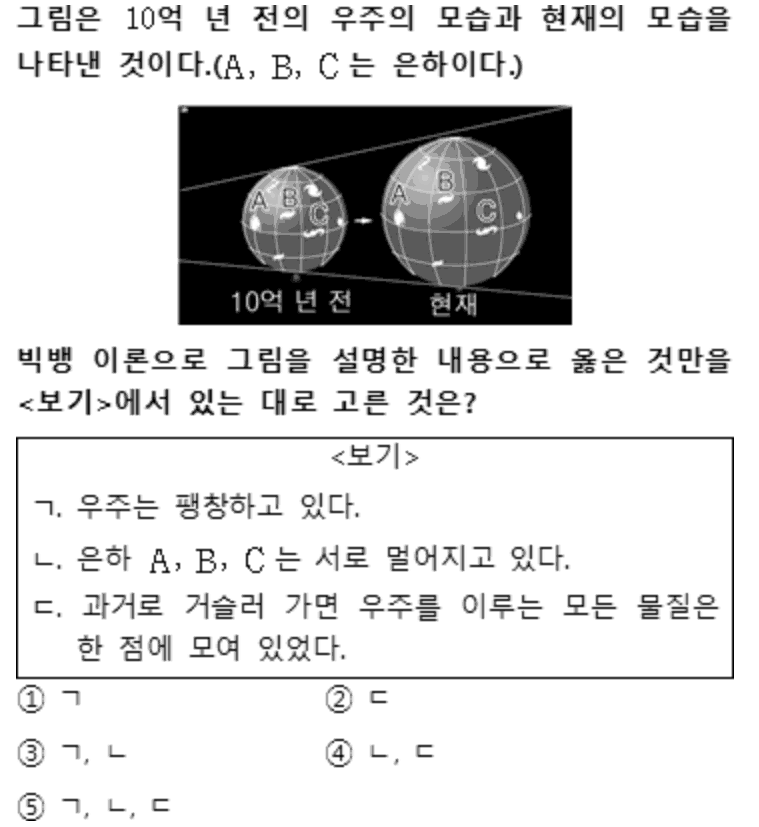 그림은 10억 년 전의 우주의 모습과 현재의 모습을
나타낸 것이다.(A, B, C는 은하이다.)
A B C
A B C
10억 년 전 현재
빅뱅 이론으로 그림을 설명한 내용으로 옳은 것만을
<보기>에서 있는 대로 고른 것은?
<보기>
ㄱ. 우주는 팽창하고 있다.
ㄴ. 은하 A, B, C는 서로 멀어지고 있다.
ㄷ. 과거로 거슬러 가면 우주를 이루는 모든 물질은
한 점에 모여 있었다.
① ㄱ ② ㄷ
③ ㄱ, ㄴ ④ ㄴ, ㄷ
⑤ ㄱ, ㄴ, ㄷ